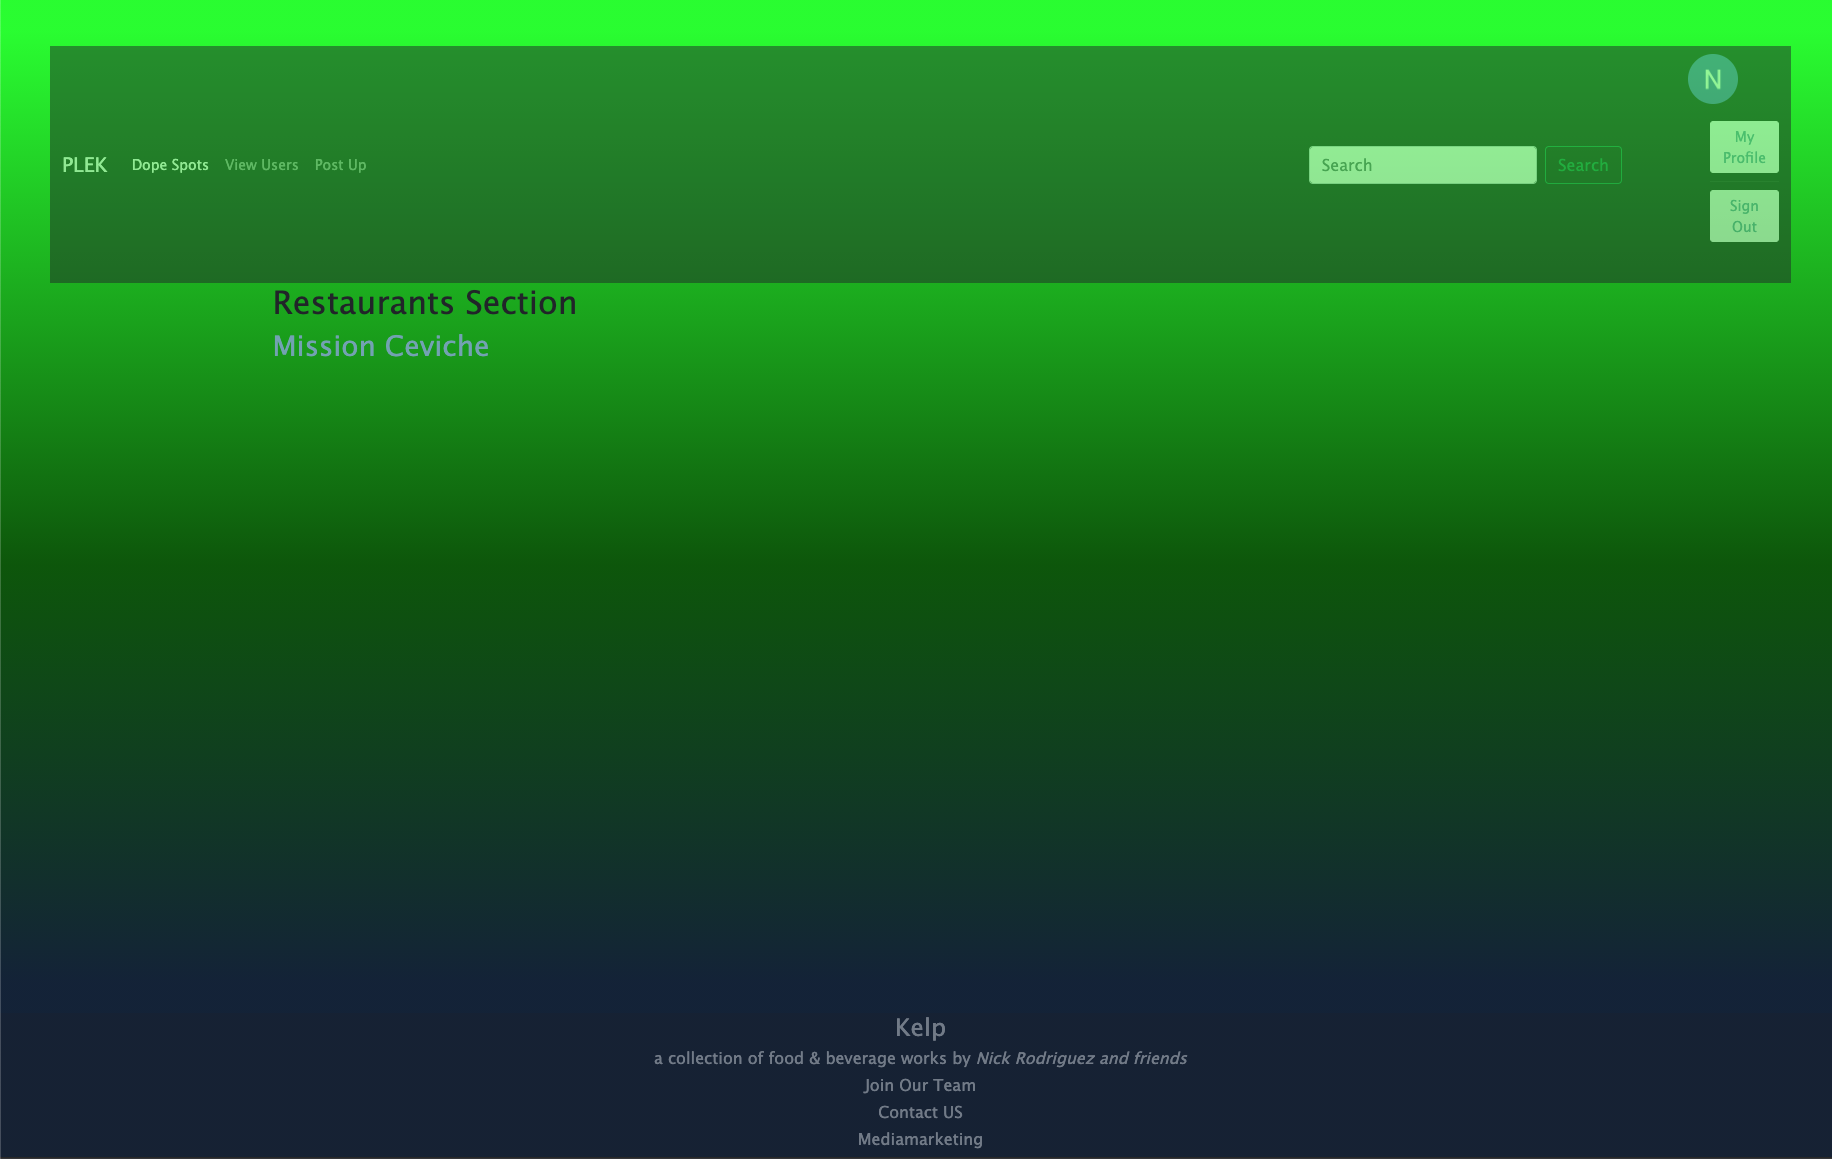 N
PLEK Dope Spots View Users Post Up Search Search
My
Profile
Sign
Out
Restaurants Section
Mission Ceviche
Kelp
a collection of food & beverage works by Nick Rodriguez and friends
Join Our Team
Contact US
Mediamarketing